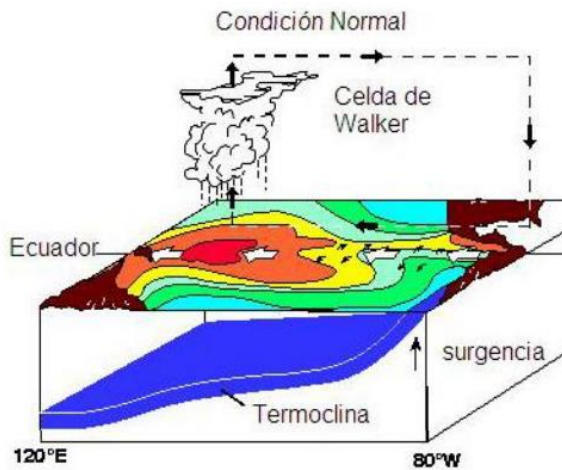 Condición Normal
Celda de
Walker
Ecuador
surgencia
Termoclina
120°E
80°W